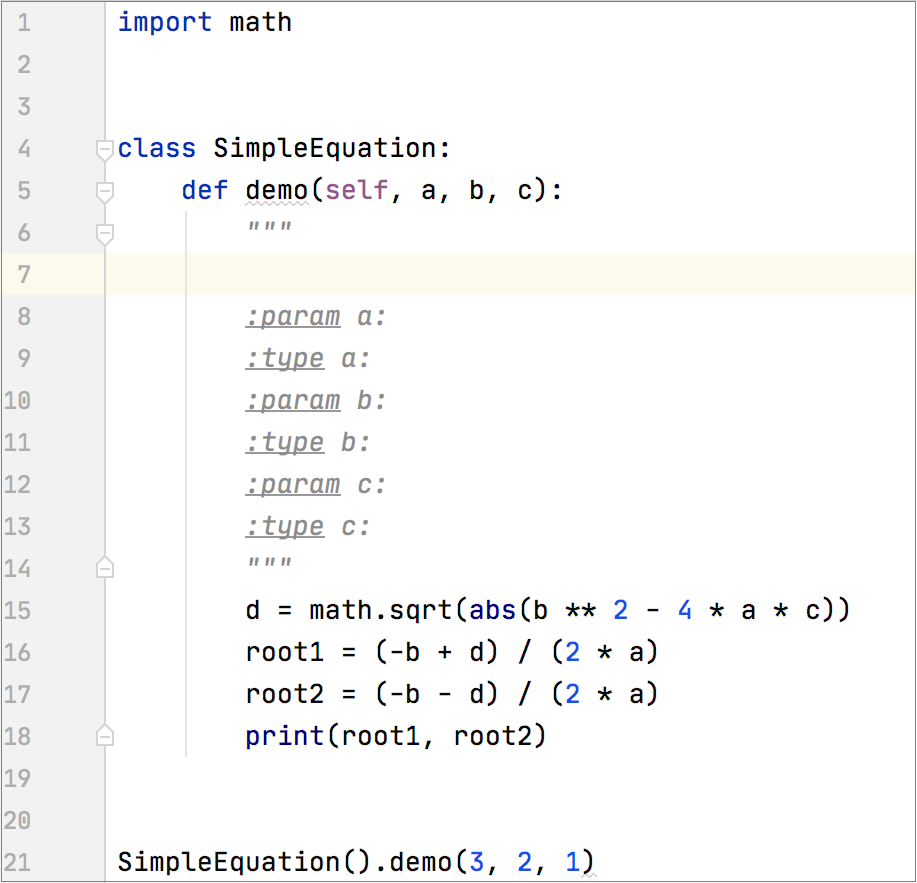 1 import math
2
3
4 class SimpleEquation:
5     def demo(self, a, b, c):
6         """
7
8         :param a:
9         :type a:
10         :param b:
11         :type b:
12         :param c:
13         :type c:
14         """
15         d = math.sqrt(abs(b ** 2 - 4 * a * c))
16         root1 = (-b + d) / (2 * a)
17         root2 = (-b - d) / (2 * a)
18         print(root1, root2)
19
20
21 SimpleEquation().demo(3, 2, 1)